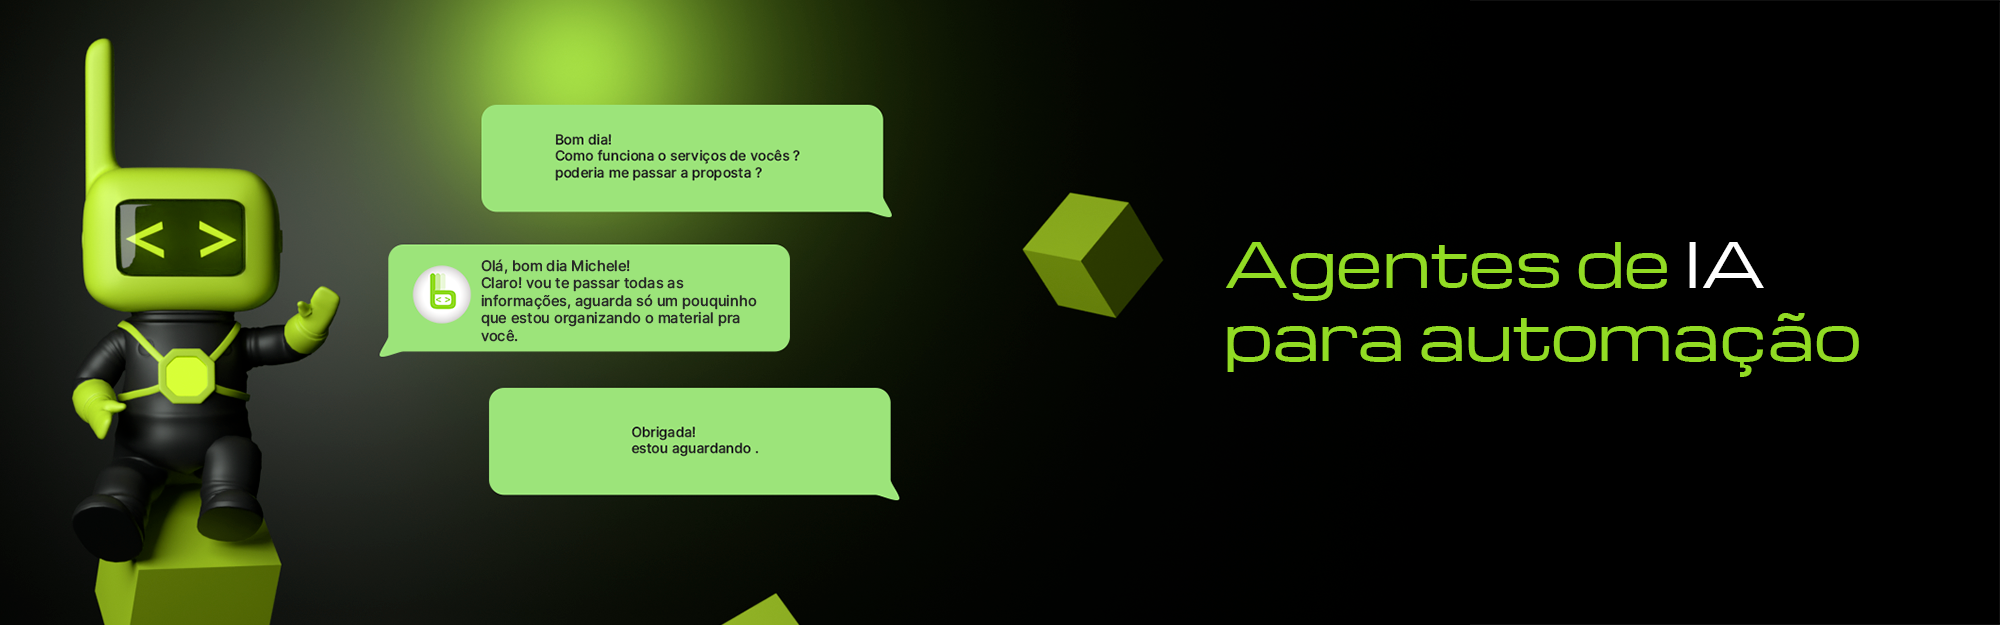 Bom dia!
Como funciona o serviços de vocês ?
poderia me passar a proposta ?
Olá, bom dia Michele!
Claro! vou te passar todas as
informações, aguarda só um pouquinho
que estou organizando o material pra
você.
Obrigada!
estou aguardando .
Agentes de IA
para automação